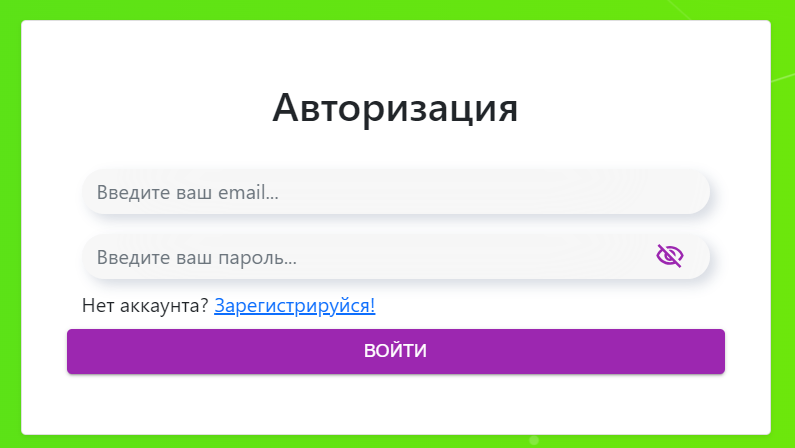 Авторизация
Введите ваш email...
Введите ваш пароль...
Нет аккаунта? Зарегистрируйся!
ВОЙТИ